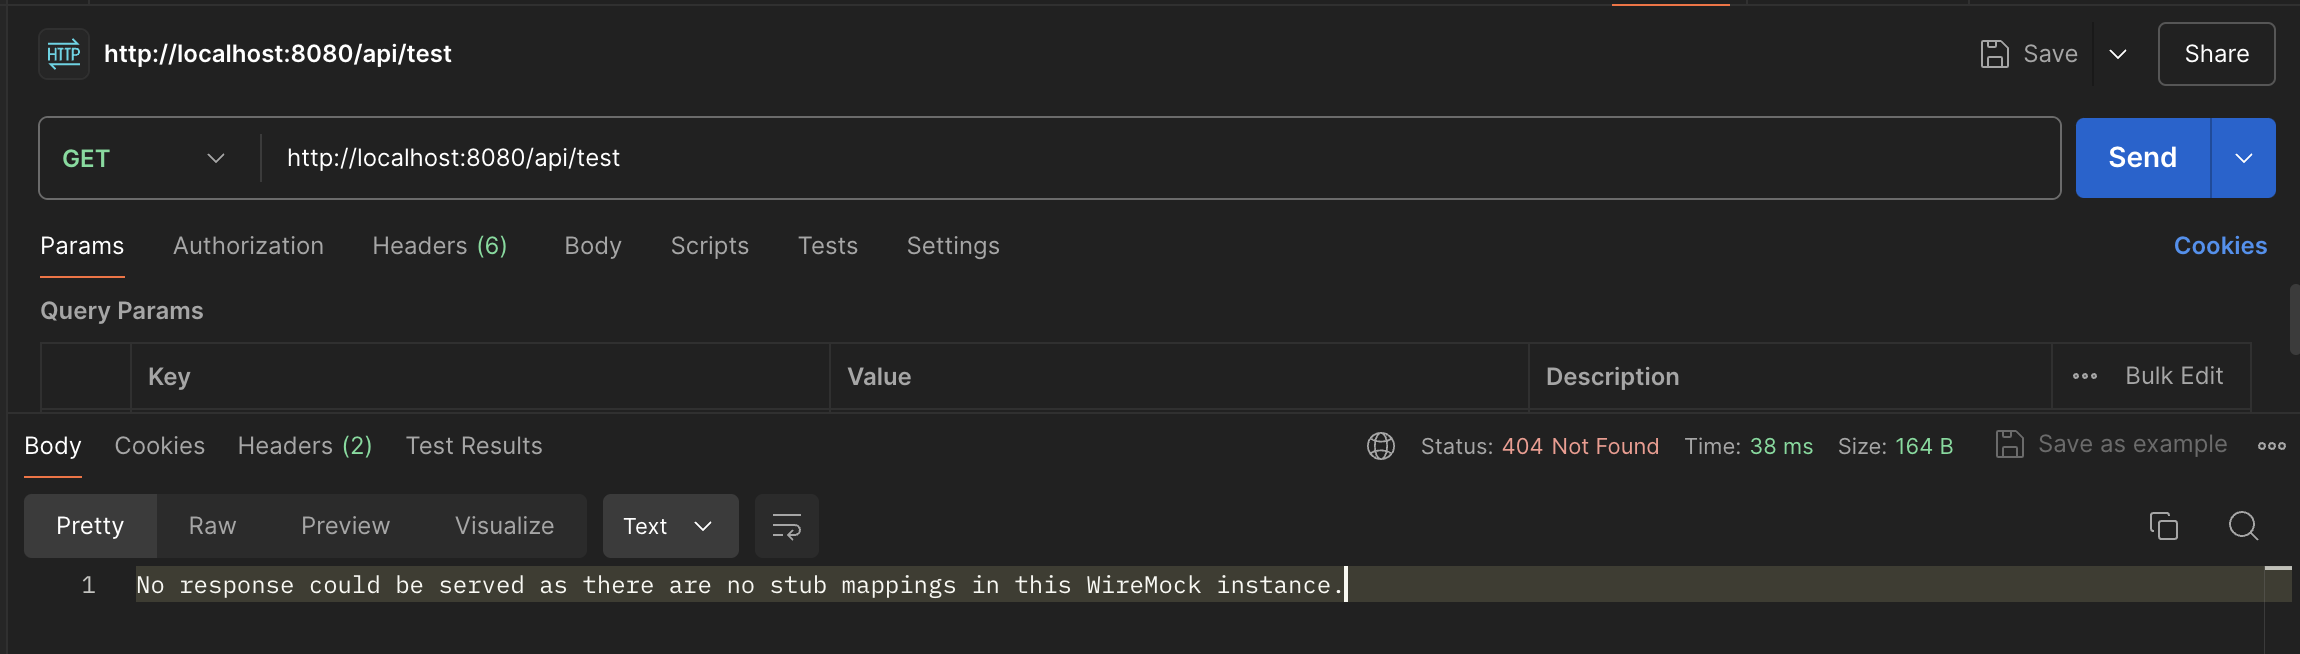 HTTP http://localhost:8080/api/test Save Share
GET http://localhost:8080/api/test Send
Params Authorization Headers (6) Body Scripts Tests Settings Cookies
Query Params
Key Value Description Bulk Edit
Body Cookies Headers (2) Test Results Status: 404 Not Found Time: 38 ms Size: 164 B Save as example
Pretty Raw Preview Visualize Text
1 No response could be served as there are no stub mappings in this WireMock instance.